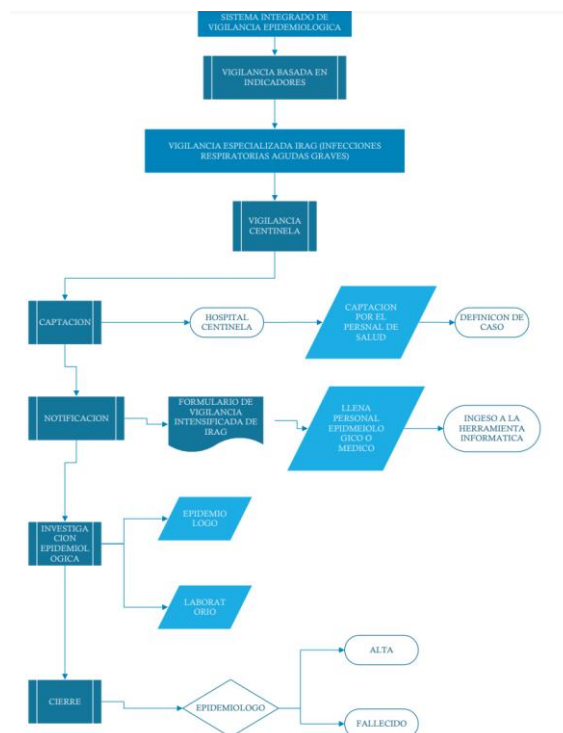 SISTEMA INTEGRADO DE
VIGILANCIA EPIDEMIOLOGICA
VIGILANCIA BASADA EN
INDICADORES
VIGILANCIA ESPECIALIZADA IRAG (INFECCIONES
RESPIRATORIAS AGUDAS GRAVES)
VIGILANCIA
CENTINELA
CAPTACION
HOSPITAL
CENTINELA
CAPTACION
POR EL
PERSNAL DE
SALUD
DEFINICON DE
CASO
NOTIFICACION
FORMULARIO DE
VIGILANCIA
INTENSIFICADA DE
IRAG
LLENA
PERSONAL
EPIDMEIOLO
GICO O
MEDICO
INGESO A LA
HERRAMIENTA
INFORMATICA
INVESTIGA
CION
EPIDEMIOL
OGICA
EPIDEMIO
LOGO
LABORAT
ORIO
CIERRE
EPIDEMIOLOGO
ALTA
FALLECIDO